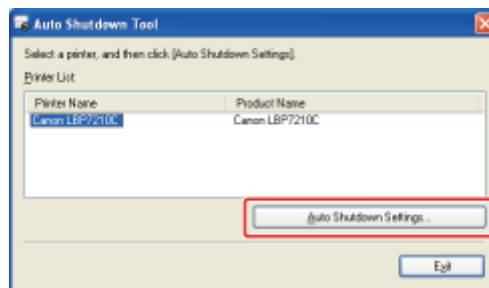 Auto Shutdown Tool
Select a printer, and then click [Auto Shutdown Settings].
Printer List:
Printer Name Product Name
Canon LBP7210C Canon LBP7210C
Auto Shutdown Settings...
Exit